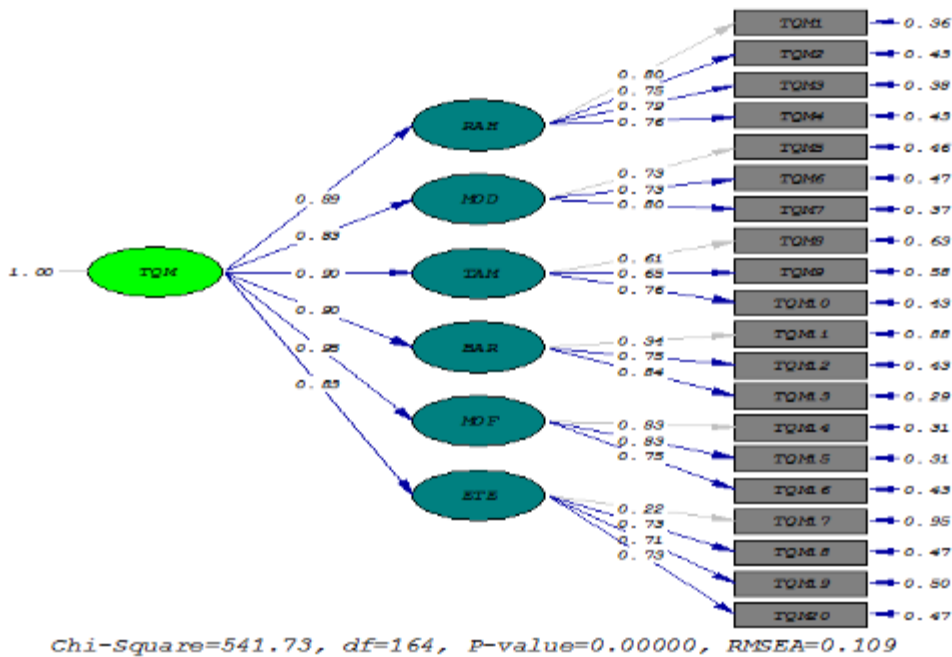 TQM1
0.36
TQM2
0.43
TQM3
0.38
TQM4
0.43
TQM5
0.46
TQM6
0.47
TQM7
0.37
TQM8
0.63
TQM9
0.58
TQM10
0.43
TQM11
0.88
TQM12
0.43
TQM13
0.29
TQM14
0.31
TQM15
0.31
TQM16
0.43
TQM17
0.95
TQM18
0.47
TQM19
0.50
TQM20
0.47
0.80
0.75
0.79
0.76
0.73
0.73
0.80
0.61
0.65
0.76
0.75
0.84
0.83
0.83
0.75
0.22
0.73
0.71
0.73
MOD
TAM
BAR
MOF
ETE
0.89
0.83
0.90
0.90
0.95
1.00
TQM
Chi-Square=541.73, df=164, P-value=0.00000, RMSEA=0.109